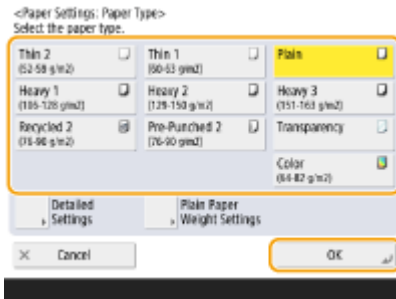 <Paper Settings: Paper Type>
Select the paper type.
Thin 2
(52-59 g/m2)
Thin 1
(60-63 g/m2)
Plain
Heavy 1
(106-128 g/m2)
Heavy 2
(129-150 g/m2)
Heavy 3
(151-163 g/m2)
Recycled 2
(76-90 g/m2)
Pre-Punched 2
(76-90 g/m2)
Transparency
Color
(64-82 g/m2)
Detailed
Settings
Plain Paper
Weight Settings
Cancel
OK